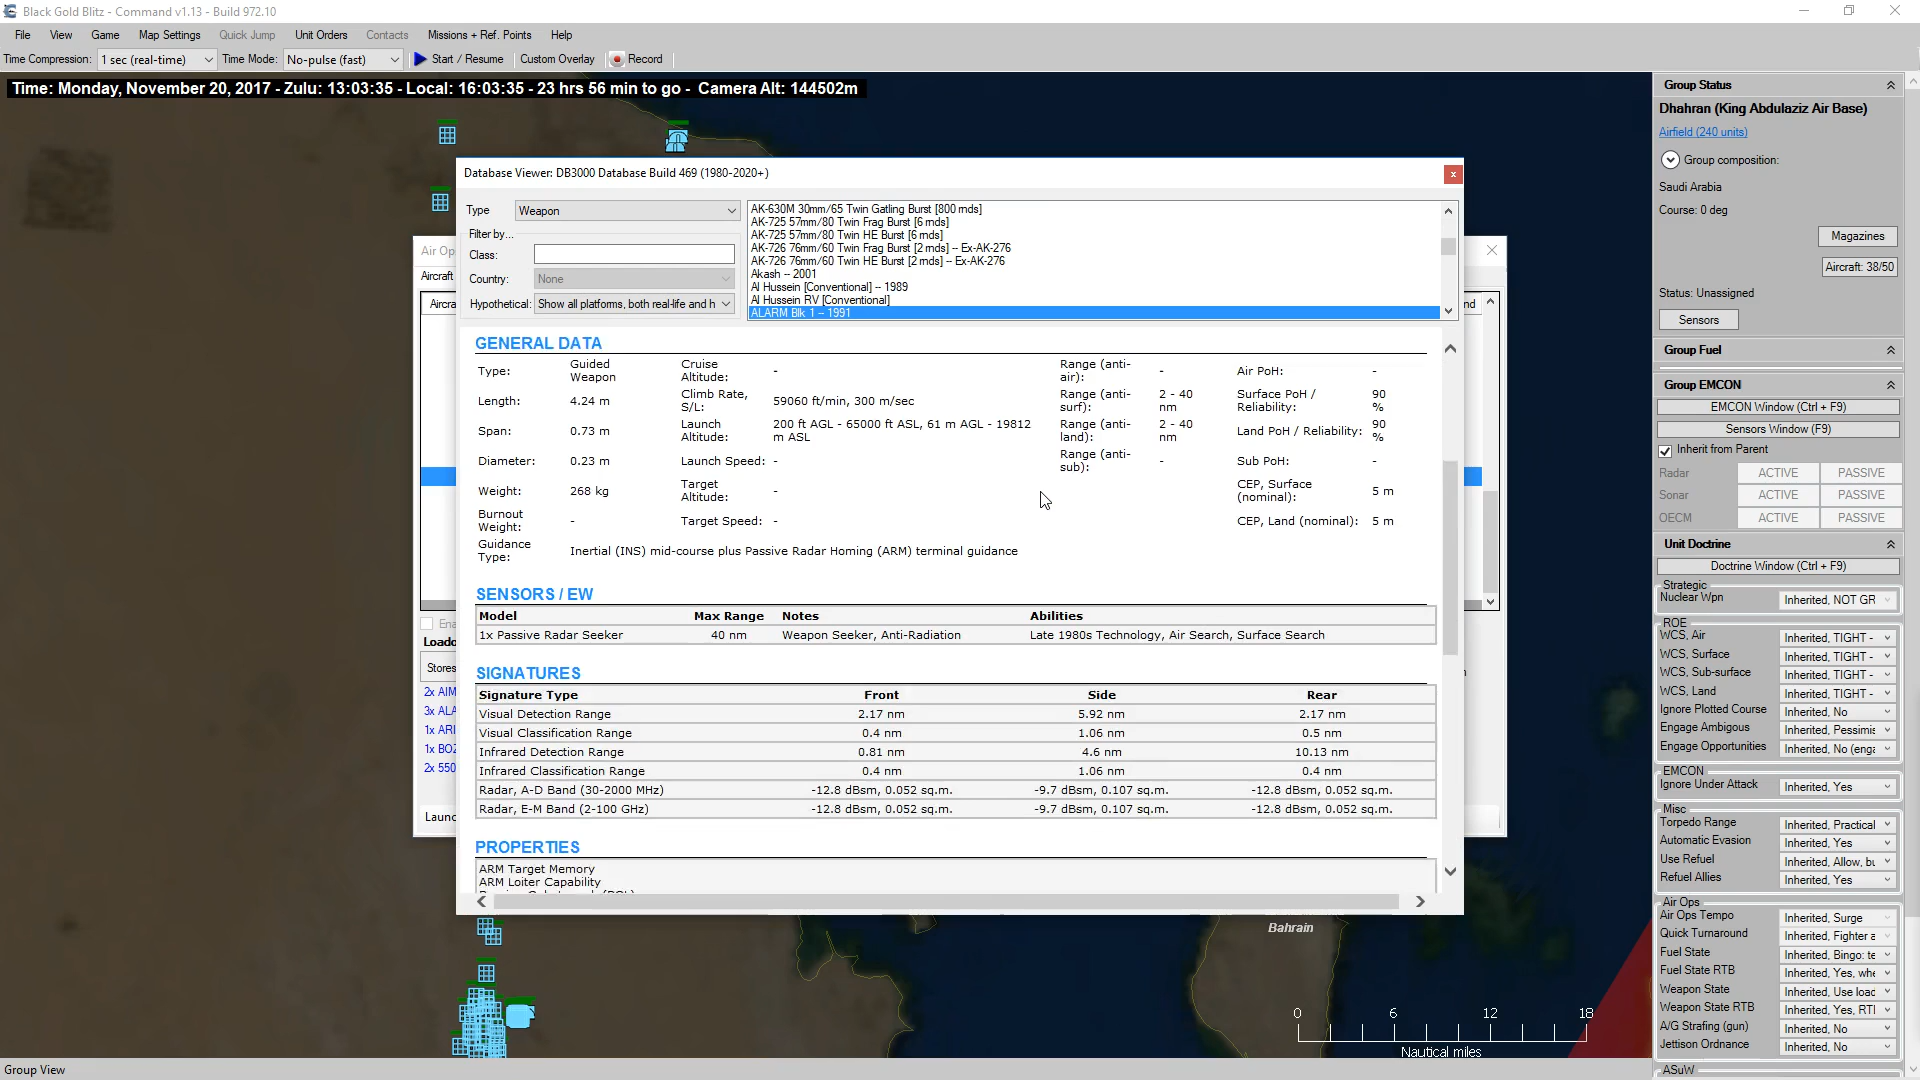 Black Gold Blitz - Command v1.13 - Build 972.10
File View Game Map Settings Quick Jump Unit Orders Contacts Missions + Ref. Points Help
Time Compression: 1 sec (real-time) Time Mode: No-pulse (fast) Start / Resume Custom Overlay Record
Time: Monday, November 20, 2017 - Zulu: 13:03:35 - Local: 16:03:35 - 23 hrs 56 min to go - Camera Alt: 144502m
Air Op
Aircraft
Aircra
nd
Ena
Loado
Stores
2x AIM
3x ALA
1x ARI
1x BOZ
2x 550
Launc
Database Viewer: DB3000 Database Build 469 (1980-2020+)
Type Weapon
Filter by...
Class:
Country: None
Hypothetical: Show all platforms, both real-life and h
AK-630M 30mm/65 Twin Gatling Burst [800 rnds]
AK-725 57mm/80 Twin Frag Burst [6 rnds]
AK-725 57mm/80 Twin HE Burst [6 rnds]
AK-726 76mm/60 Twin Frag Burst [2 rnds] -- Ex-AK-276
AK-726 76mm/60 Twin HE Burst [2 rnds] -- Ex-AK-276
Akash -- 2001
Al Hussein [Conventional] -- 1989
Al Hussein RV [Conventional]
ALARM Blk 1 -- 1991
GENERAL DATA
Type: Guided Weapon Cruise Altitude: - Range (anti-air): - Air PoH: -
Length: 4.24 m Climb Rate, S/L: 59060 ft/min, 300 m/sec Range (anti-surf): 2 - 40 nm Surface PoH / Reliability: 90 %
Span: 0.73 m Launch Altitude: 200 ft AGL - 65000 ft ASL, 61 m AGL - 19812 m ASL Range (anti-land): 2 - 40 nm Land PoH / Reliability: 90 %
Diameter: 0.23 m Launch Speed: - Range (anti-sub): - Sub PoH: -
Weight: 268 kg Target Altitude: - CEP, Surface (nominal): 5 m
Burnout Weight: - Target Speed: - CEP, Land (nominal): 5 m
Guidance Type: Inertial (INS) mid-course plus Passive Radar Homing (ARM) terminal guidance
SENSORS / EW
Model Max Range Notes Abilities
1x Passive Radar Seeker 40 nm Weapon Seeker, Anti-Radiation Late 1980s Technology, Air Search, Surface Search
SIGNATURES
Signature Type Front Side Rear
Visual Detection Range 2.17 nm 5.92 nm 2.17 nm
Visual Classification Range 0.4 nm 1.06 nm 0.5 nm
Infrared Detection Range 0.81 nm 4.6 nm 10.13 nm
Infrared Classification Range 0.4 nm 1.06 nm 0.4 nm
Radar, A-D Band (30-2000 MHz) -12.8 dBsm, 0.052 sq.m. -9.7 dBsm, 0.107 sq.m. -12.8 dBsm, 0.052 sq.m.
Radar, E-M Band (2-100 GHz) -12.8 dBsm, 0.052 sq.m. -9.7 dBsm, 0.107 sq.m. -12.8 dBsm, 0.052 sq.m.
PROPERTIES
ARM Target Memory
ARM Loiter Capability
Bahrain
0 6 12 18
Nautical miles
Group Status
Dhahran (King Abdulaziz Air Base)
Airfield (240 units)
Group composition:
Saudi Arabia
Course: 0 deg
Magazines
Aircraft: 38/50
Status: Unassigned
Sensors
Group Fuel
Group EMCON
EMCON Window (Ctrl + F9)
Sensors Window (F9)
Inherit from Parent
Radar ACTIVE PASSIVE
Sonar ACTIVE PASSIVE
OECM ACTIVE PASSIVE
Unit Doctrine
Doctrine Window (Ctrl + F9)
Strategic
Nuclear Wpn Inherited, NOT GR
ROE
WCS, Air Inherited, TIGHT -
WCS, Surface Inherited, TIGHT -
WCS, Sub-surface Inherited, TIGHT -
WCS, Land Inherited, TIGHT -
Ignore Plotted Course Inherited, No
Engage Ambigous Inherited, Pessimis
Engage Opportunities Inherited, No (enga
EMCON
Ignore Under Attack Inherited, Yes
Misc
Torpedo Range Inherited, Practical
Automatic Evasion Inherited, Yes
Use Refuel Inherited, Allow, bu
Refuel Allies Inherited, Yes
Air Ops
Air Ops Tempo Inherited, Surge
Quick Turnaround Inherited, Fighter a
Fuel State Inherited, Bingo: te
Fuel State RTB Inherited, Yes, whe
Weapon State Inherited, Use load
Weapon State RTB Inherited, Yes, RTI
A/G Strafing (gun) Inherited, No
Jettison Ordnance Inherited, No
ASuW
Group View